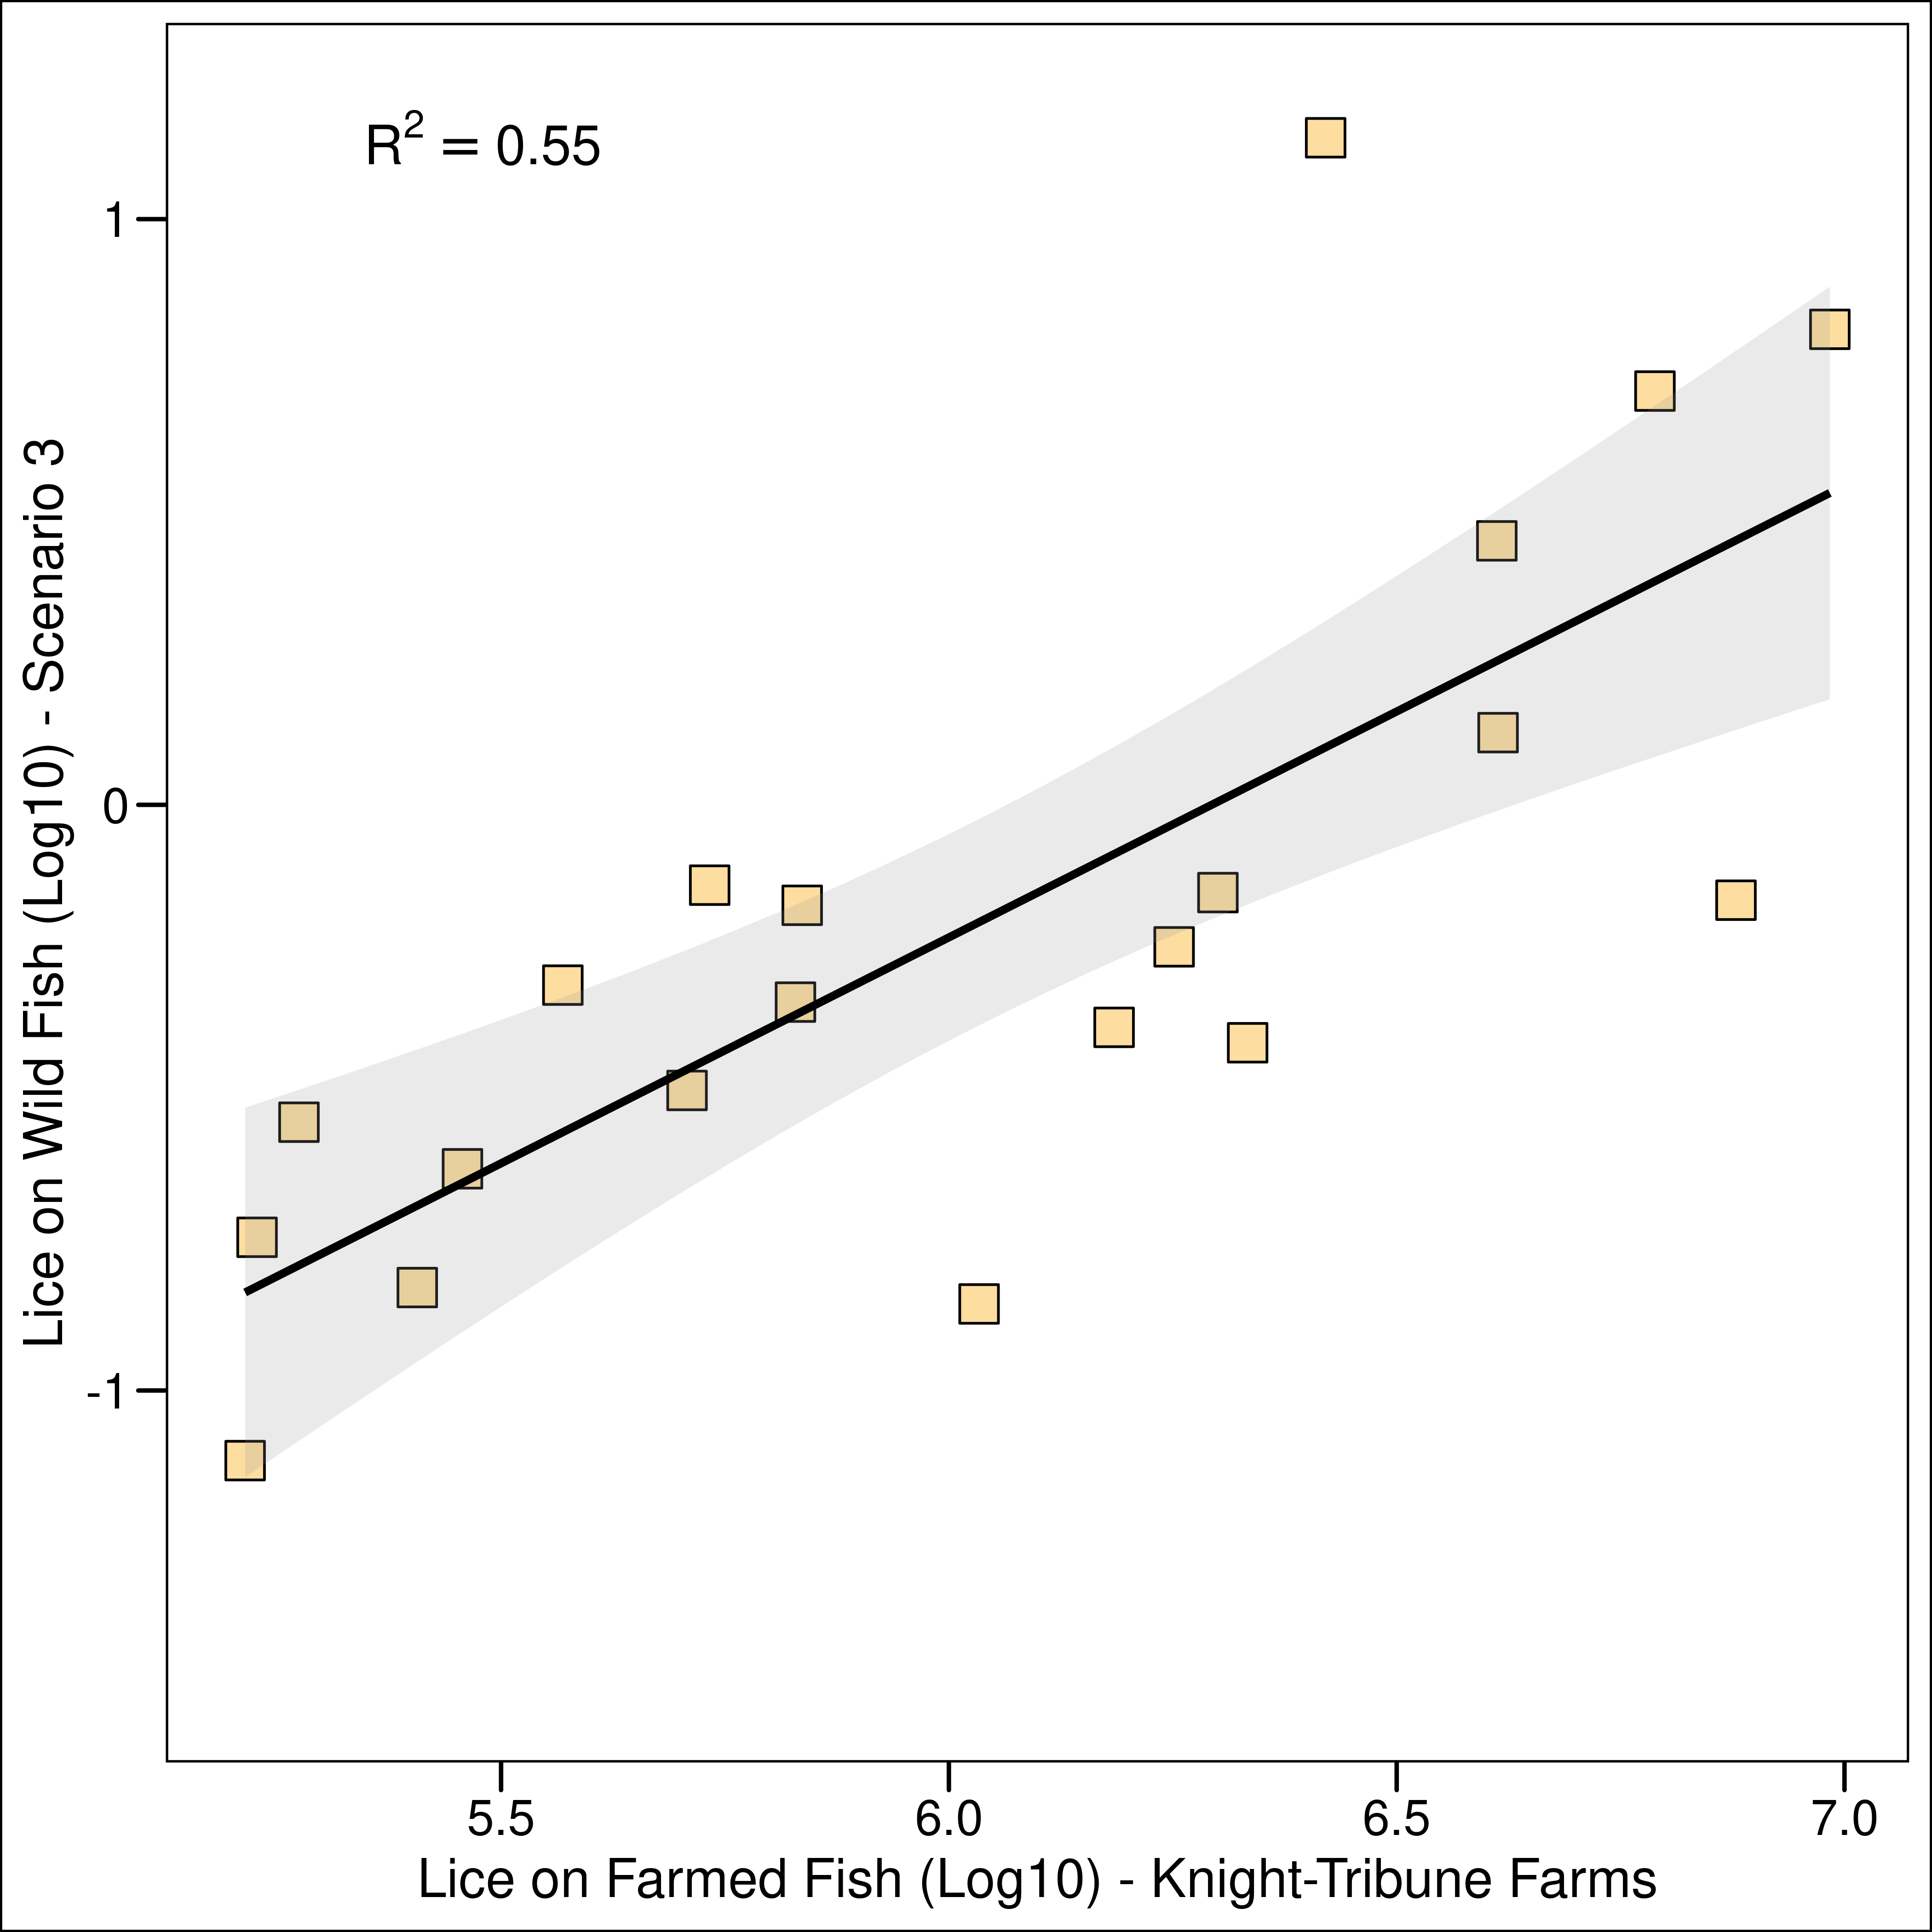 R² = 0.55
1
0
-1
Lice on Wild Fish (Log10) - Scenario 3
5.5 6.0 6.5 7.0
Lice on Farmed Fish (Log10) - Knight-Tribune Farms